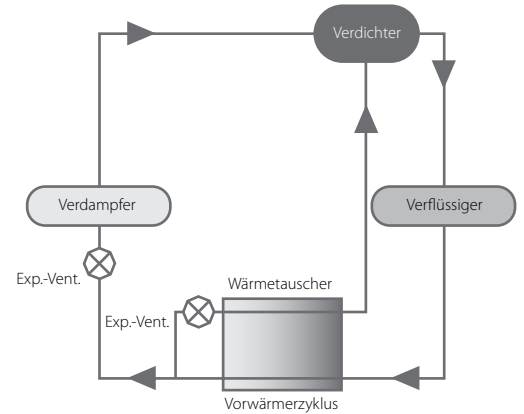 Verdichter
Verdampfer
Verflüssiger
Exp.-Vent.
Wärmetauscher
Exp.-Vent.
Vorwärmerzyklus